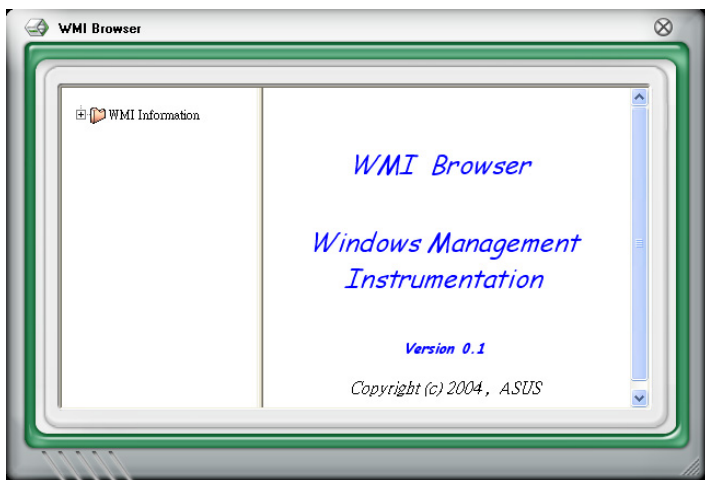 WMI Browser
WMI Information
WMI Browser
Windows Management
Instrumentation
Version 0.1
Copyright (c) 2004, ASUS